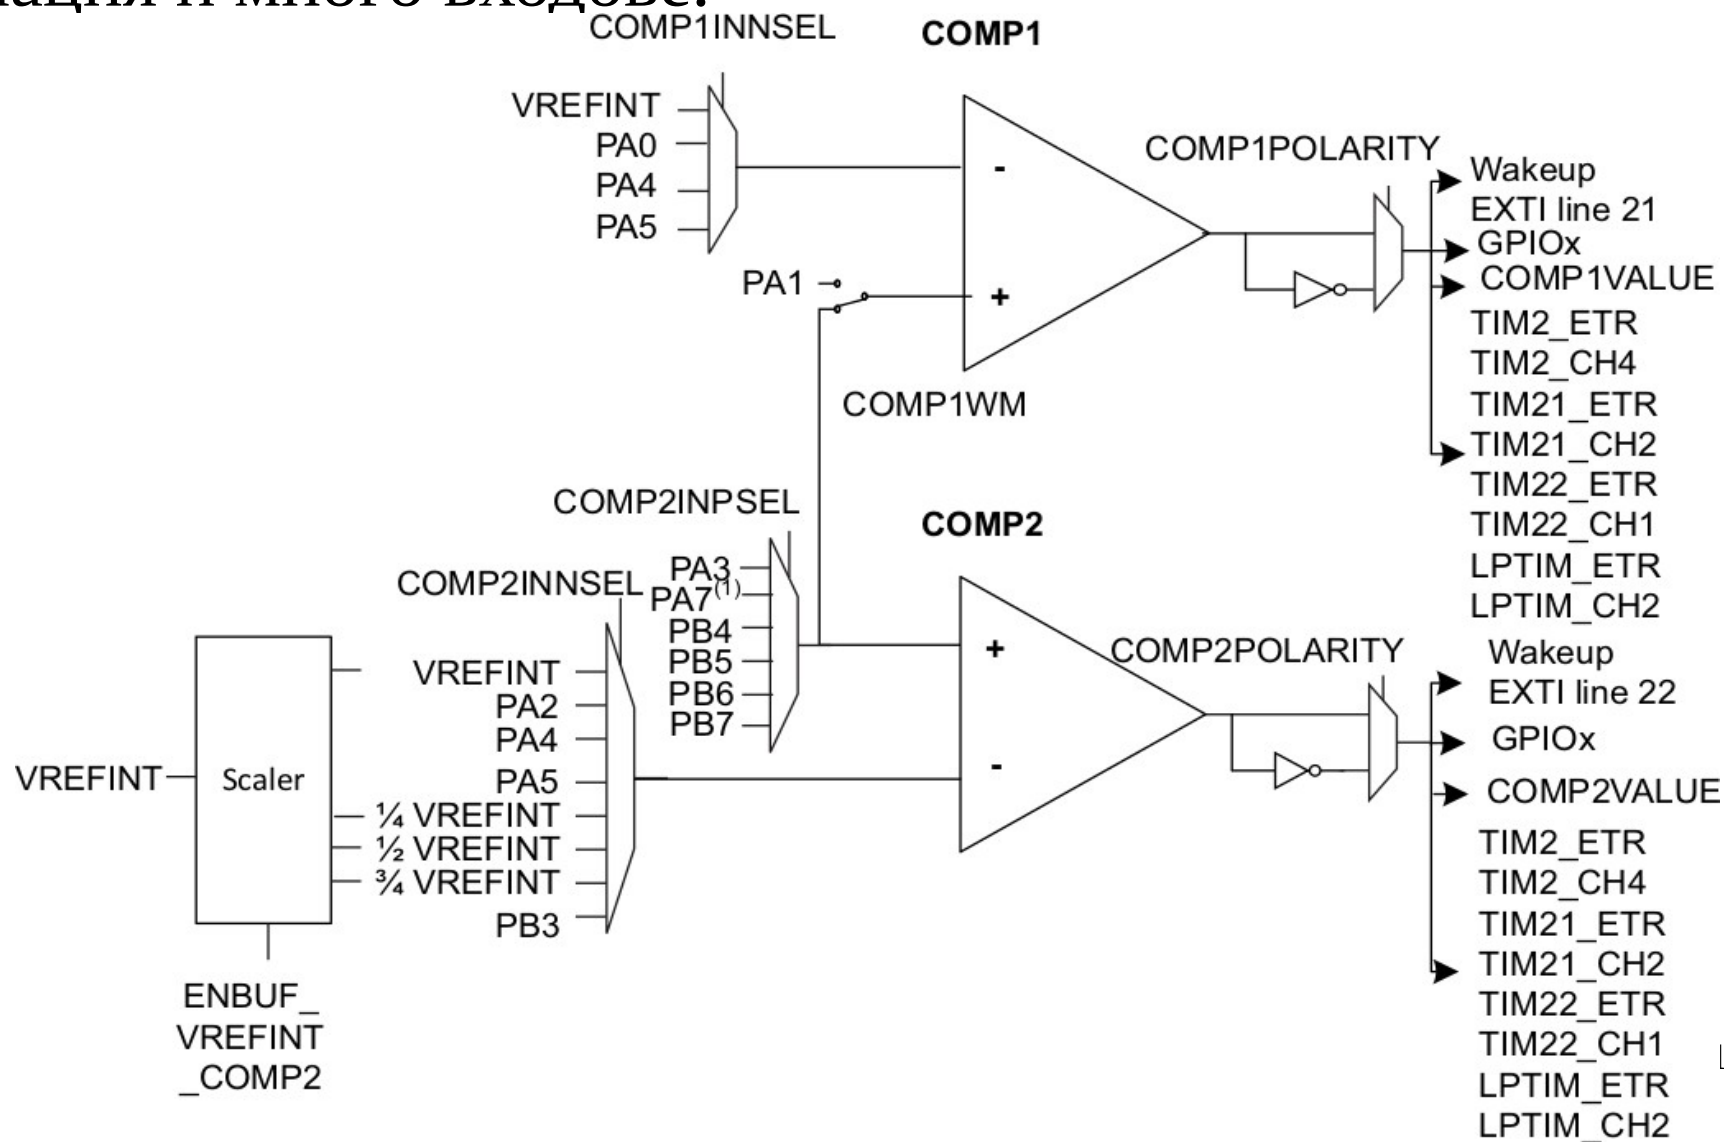 много входове.
COMP1INNSEL
COMP1
VREFINT
PA0
PA4
PA5
PA1
-
+
COMP1WM
COMP1POLARITY
Wakeup
EXTI line 21
GPIOx
COMP1VALUE
TIM2_ETR
TIM2_CH4
TIM21_ETR
TIM21_CH2
TIM22_ETR
TIM22_CH1
LPTIM_ETR
LPTIM_CH2
COMP2INPSEL
COMP2
PA3
PA7(1)
PB4
PB5
PB6
PB7
COMP2INNSEL
VREFINT
PA2
PA4
PA5
¼ VREFINT
½ VREFINT
¾ VREFINT
PB3
VREFINT
Scaler
ENBUF_
VREFINT
_COMP2
+
-
COMP2POLARITY
Wakeup
EXTI line 22
GPIOx
COMP2VALUE
TIM2_ETR
TIM2_CH4
TIM21_ETR
TIM21_CH2
TIM22_ETR
TIM22_CH1
LPTIM_ETR
LPTIM_CH2